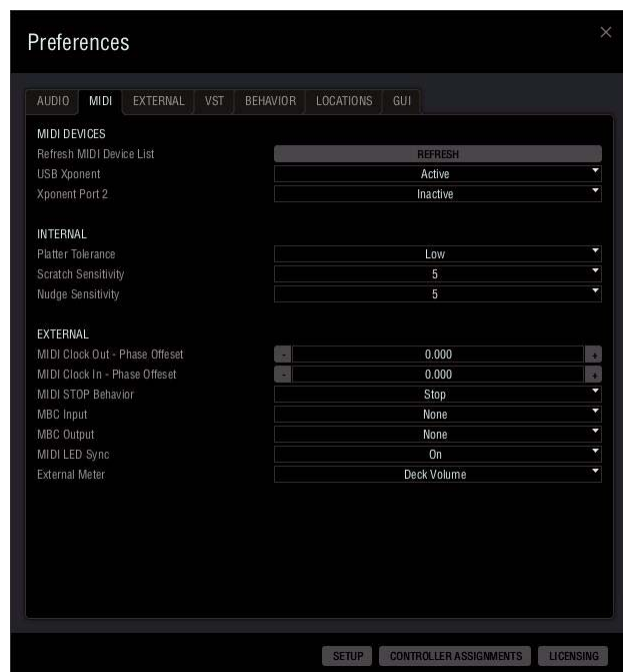 Preferences
AUDIO MIDI EXTERNAL VST BEHAVIOR LOCATIONS GUI
MIDI DEVICES
Refresh MIDI Device List REFRESH
USB Xponent Active
Xponent Port 2 Inactive
INTERNAL
Platter Tolerance Low
Scratch Sensitivity 5
Nudge Sensitivity 5
EXTERNAL
MIDI Clock Out - Phase Offeset - 0.000 +
MIDI Clock In - Phase Offeset - 0.000 +
MIDI STOP Behavior Stop
MBC Input None
MBC Output None
MIDI LED Sync On
External Meter Deck Volume
SETUP CONTROLLER ASSIGNMENTS LICENSING